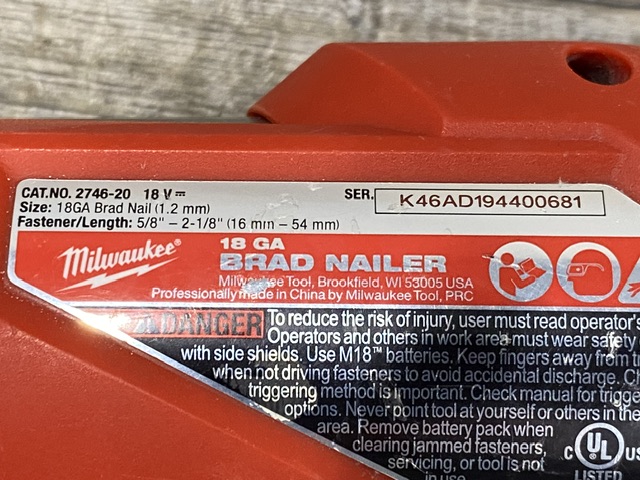 CAT.NO. 2746-20 18 V⎓ SER. K46AD194400681
Size: 18GA Brad Nail (1.2 mm)
Fastener/Length: 5/8" – 2-1/8" (16 mm – 54 mm)
Milwaukee®
18 GA
BRAD NAILER
Milwaukee Tool, Brookfield, WI 53005 USA
Professionally made in China by Milwaukee Tool, PRC
DANGER
To reduce the risk of injury, user must read operator's
Operators and others in work area must wear safety
with side shields. Use M18™ batteries. Keep fingers away from
when not driving fasteners to avoid accidental discharge.
triggering method is important. Check manual for
options. Never point tool at yourself or others in the
area. Remove battery pack when
clearing jammed fasteners,
servicing, or tool is not
in use.
C UL US
LISTED